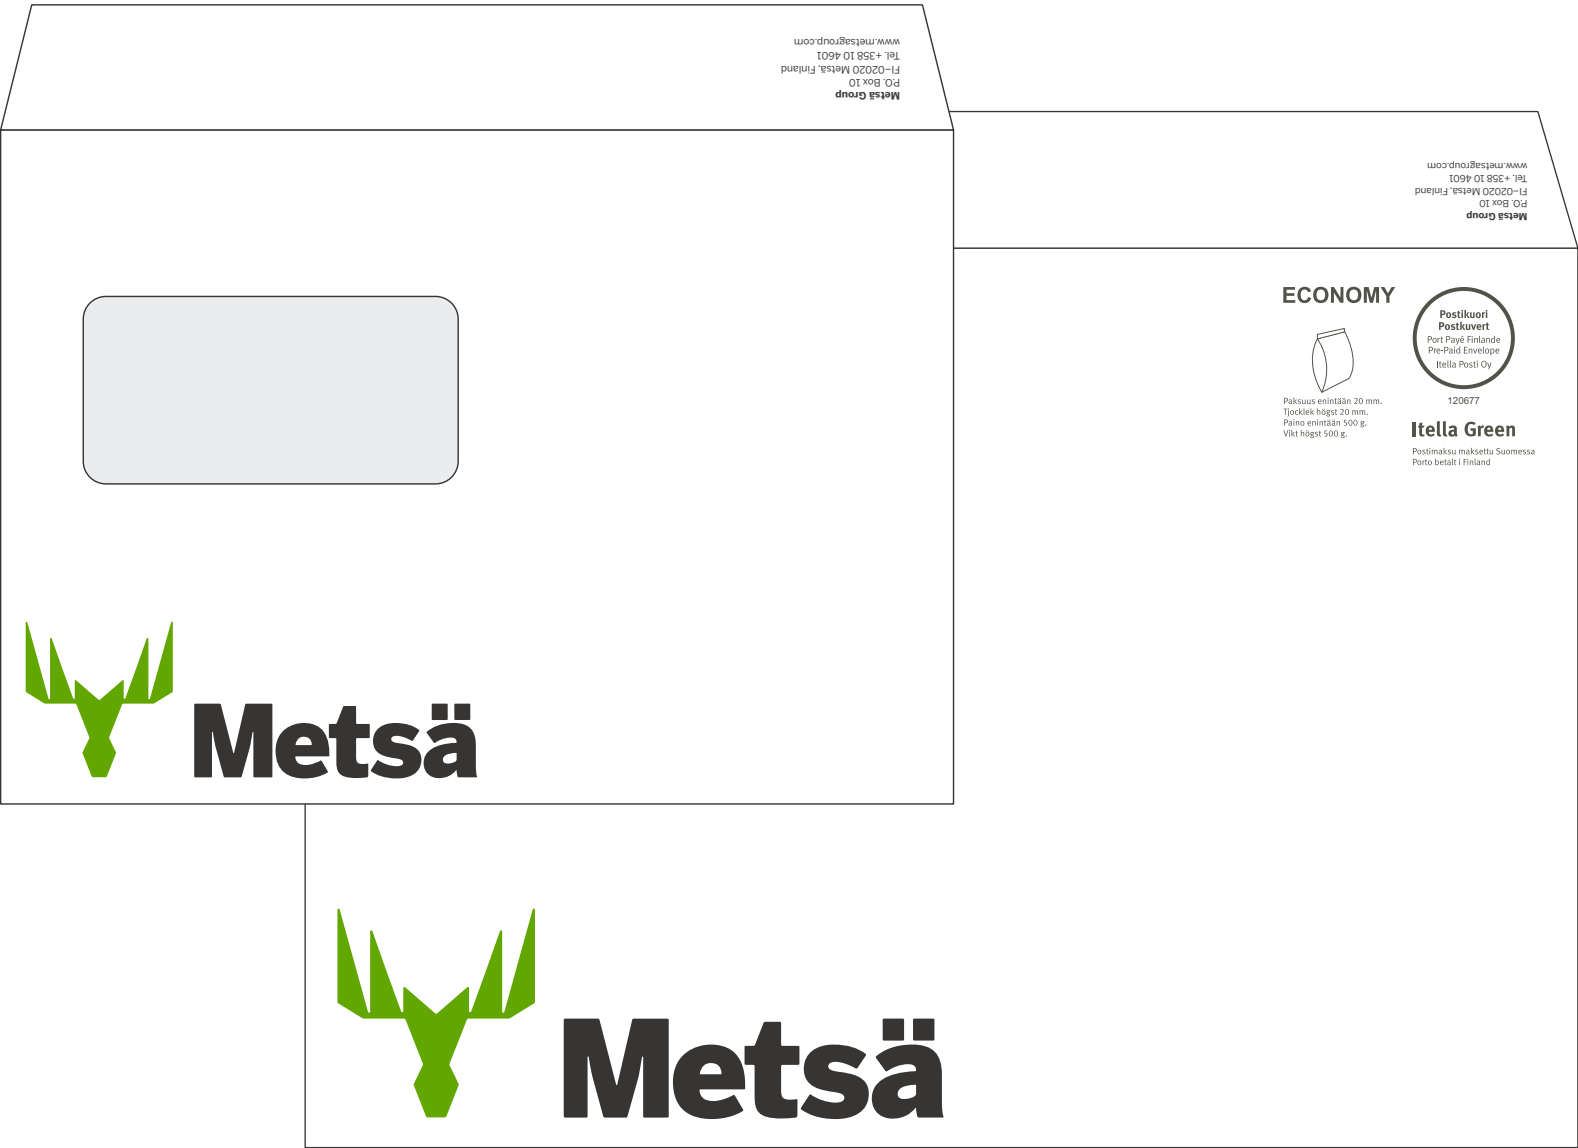 Metsä Group
P.O. Box 10
FI–02020 Metsä, Finland
Tel. +358 10 4601
www.metsagroup.com
Metsä
Metsä Group
P.O. Box 10
FI–02020 Metsä, Finland
Tel. +358 10 4601
www.metsagroup.com
ECONOMY
Paksuus enintään 20 mm.
Tjocklek högst 20 mm.
Paino enintään 500 g.
Vikt högst 500 g.
Postikuori
Postkuvert
Port Payé Finlande
Pre-Paid Envelope
Itella Posti Oy
120677
Itella Green
Postimaksu maksettu Suomessa
Porto betalt i Finland
Metsä